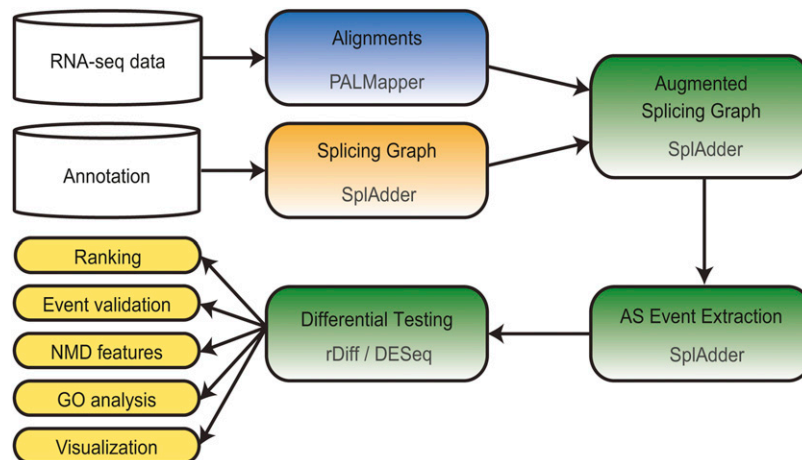 RNA-seq data
Alignments
PALMapper
Augmented
Splicing Graph
SplAdder
Annotation
Splicing Graph
SplAdder
Ranking
Event validation
NMD features
GO analysis
Visualization
Differential Testing
rDiff / DESeq
AS Event Extraction
SplAdder